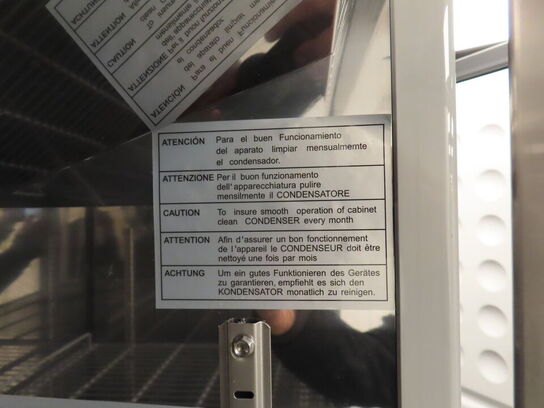 ATENCIÓN Para el buen Funcionamiento
del aparato limpiar mensualmemte
el condensador.
ATTENZIONE Per il buon funzionamento
dell'apparecchiatura pulire
mensilmente il CONDENSATORE
CAUTION To insure smooth operation of cabinet
clean CONDENSER every month
ATTENTION Afin d'assurer un bon fonctionnement
de l'appareil le CONDENSEUR doit être
nettoyé une fois par mois
ACHTUNG Um ein gutes Funktionieren des Gerätes
zu garantieren, empfiehlt es sich den
KONDENSATOR monatlich zu reinigen.